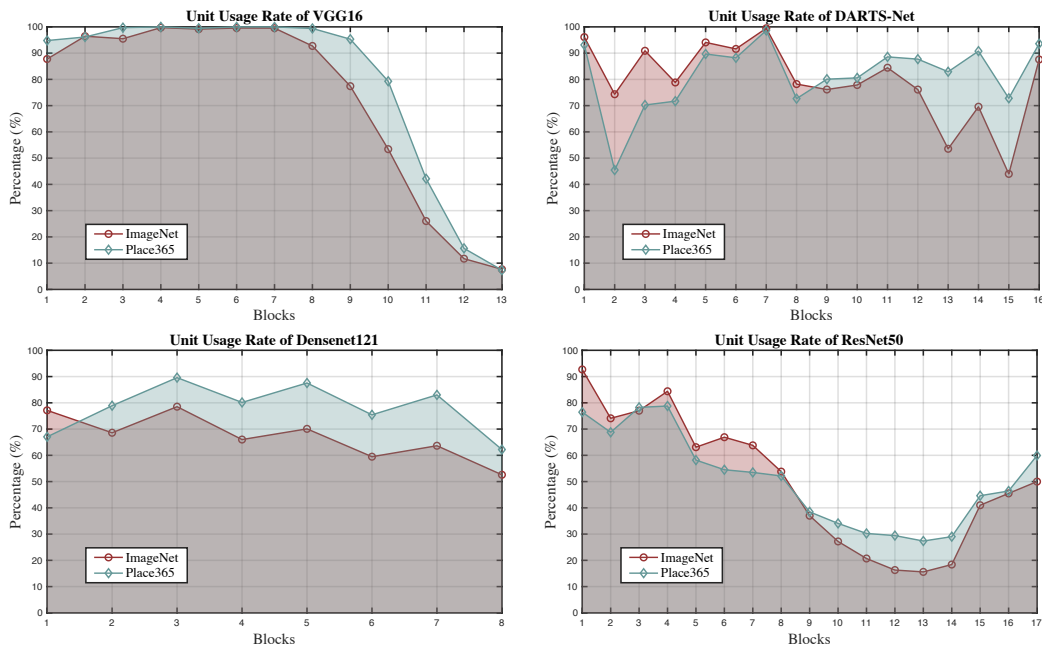 Unit Usage Rate of VGG16
Percentage (%)
100
90
80
70
60
50
40
30
20
10
0
ImageNet
Place365
1 2 3 4 5 6 7 8 9 10 11 12 13
Blocks
Unit Usage Rate of DARTS-Net
Percentage (%)
100
90
80
70
60
50
40
30
20
10
0
ImageNet
Place365
1 2 3 4 5 6 7 8 9 10 11 12 13 14 15 16
Blocks
Unit Usage Rate of Densenet121
Percentage (%)
100
90
80
70
60
50
40
30
20
10
0
ImageNet
Place365
1 2 3 4 5 6 7 8
Blocks
Unit Usage Rate of ResNet50
Percentage (%)
100
90
80
70
60
50
40
30
20
10
0
ImageNet
Place365
1 2 3 4 5 6 7 8 9 10 11 12 13 14 15 16 17
Blocks